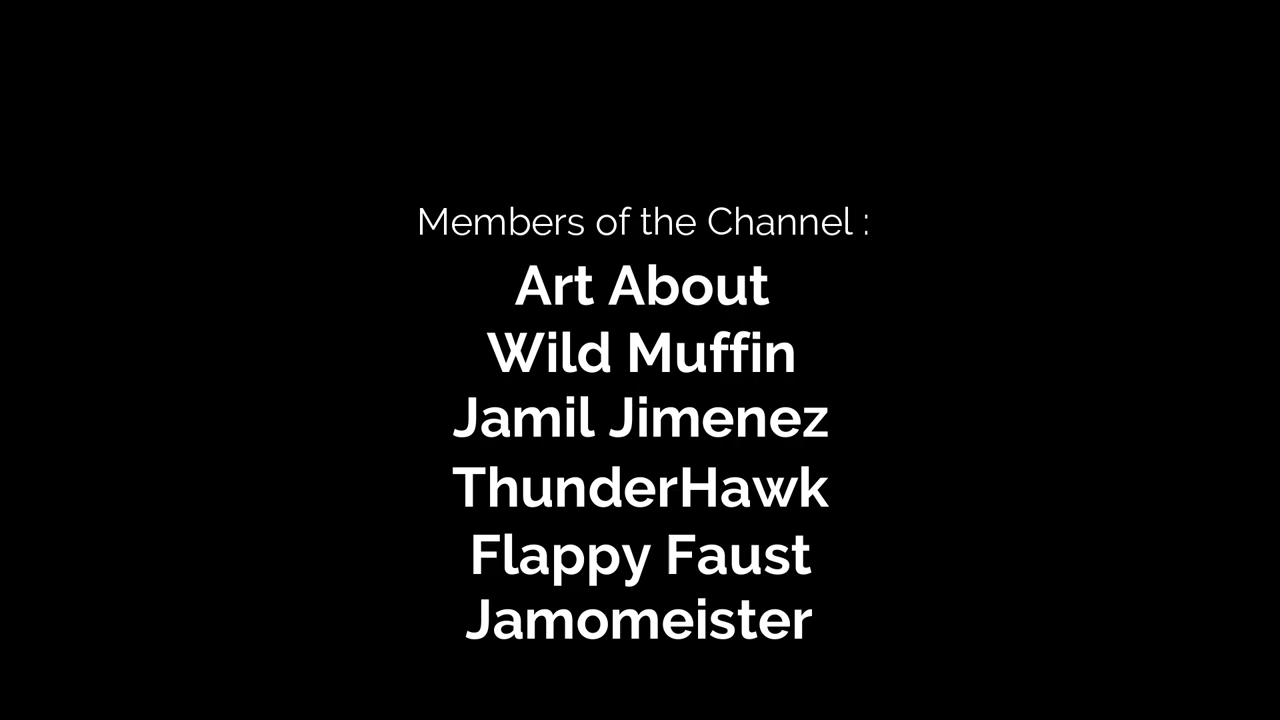 Members of the Channel :
Art About
Wild Muffin
Jamil Jimenez
ThunderHawk
Flappy Faust
Jamomeister